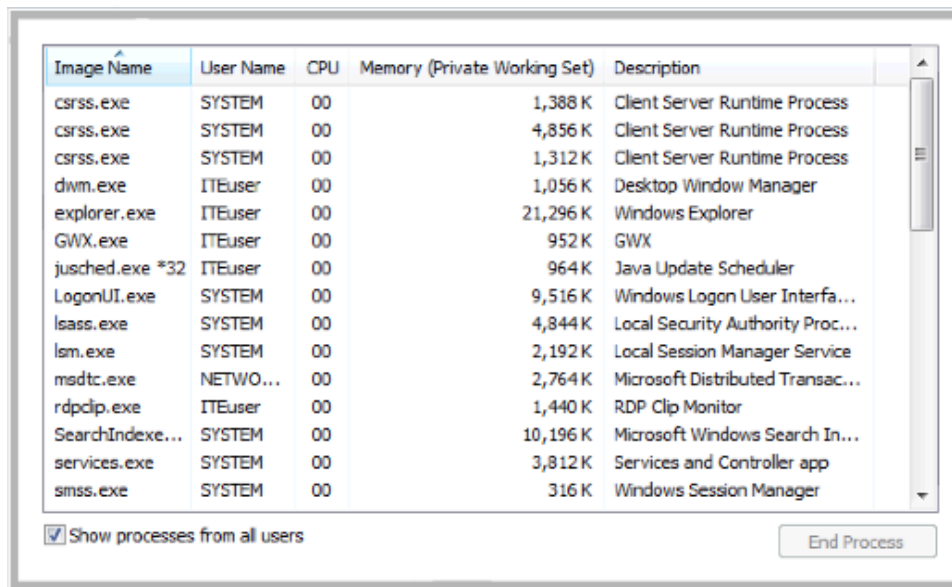 Image Name User Name CPU Memory (Private Working Set) Description
csrss.exe SYSTEM 00 1,388 K Client Server Runtime Process
csrss.exe SYSTEM 00 4,856 K Client Server Runtime Process
csrss.exe SYSTEM 00 1,312 K Client Server Runtime Process
dwm.exe ITEuser 00 1,056 K Desktop Window Manager
explorer.exe ITEuser 00 21,296 K Windows Explorer
GWX.exe ITEuser 00 952 K GWX
jusched.exe *32 ITEuser 00 964 K Java Update Scheduler
LogonUI.exe SYSTEM 00 9,516 K Windows Logon User Interfa...
lsass.exe SYSTEM 00 4,844 K Local Security Authority Proc...
lsm.exe SYSTEM 00 2,192 K Local Session Manager Service
msdtc.exe NETWO... 00 2,764 K Microsoft Distributed Transac...
rdpclip.exe ITEuser 00 1,440 K RDP Clip Monitor
SearchIndexe... SYSTEM 00 10,196 K Microsoft Windows Search In...
services.exe SYSTEM 00 3,812 K Services and Controller app
smss.exe SYSTEM 00 316 K Windows Session Manager
Show processes from all users
End Process